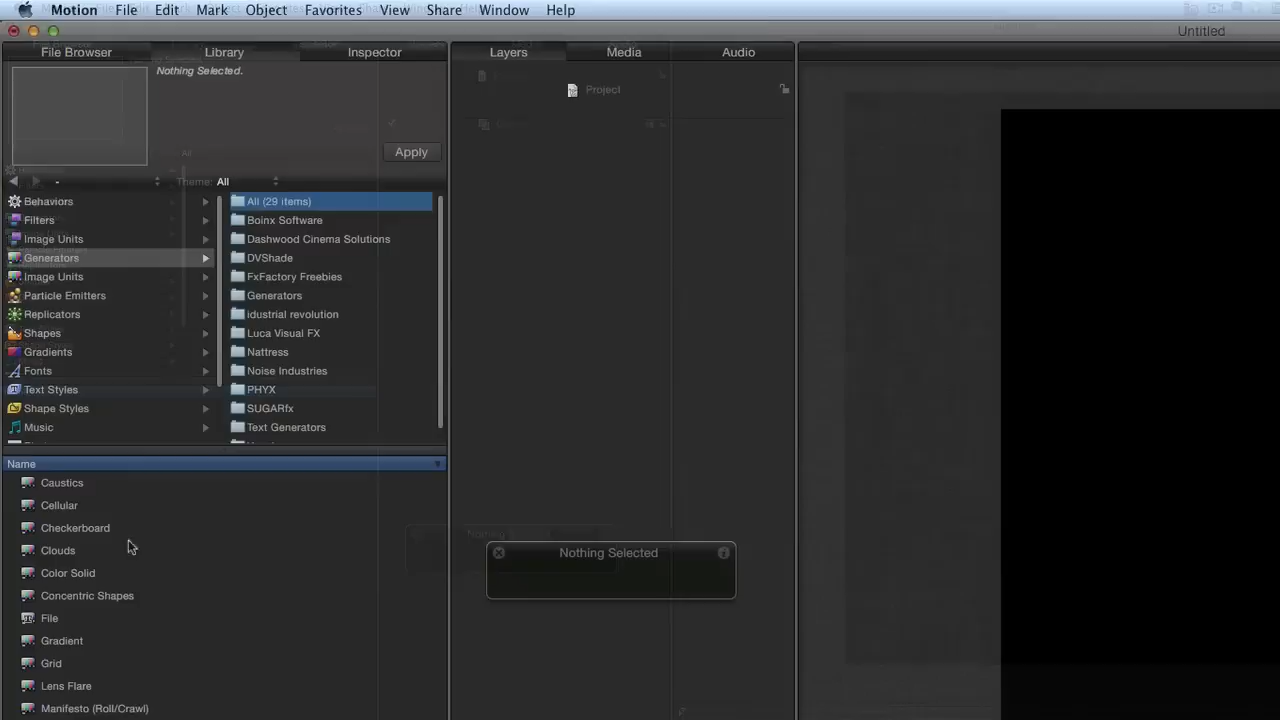 Motion File Edit Mark Object Favorites View Share Window Help
Untitled
File Browser Library Inspector Layers Media Audio
Nothing Selected.
Project
Apply
- Theme: All
Behaviors
Filters
Image Units
Generators
Image Units
Particle Emitters
Replicators
Shapes
Gradients
Fonts
Text Styles
Shape Styles
Music
All (29 items)
Boinx Software
Dashwood Cinema Solutions
DVShade
FxFactory Freebies
Generators
idustrial revolution
Luca Visual FX
Nattress
Noise Industries
PHYX
SUGARfx
Text Generators
Name
Caustics
Cellular
Checkerboard
Clouds
Color Solid
Concentric Shapes
File
Gradient
Grid
Lens Flare
Manifesto (Roll/Crawl)
Nothing Selected